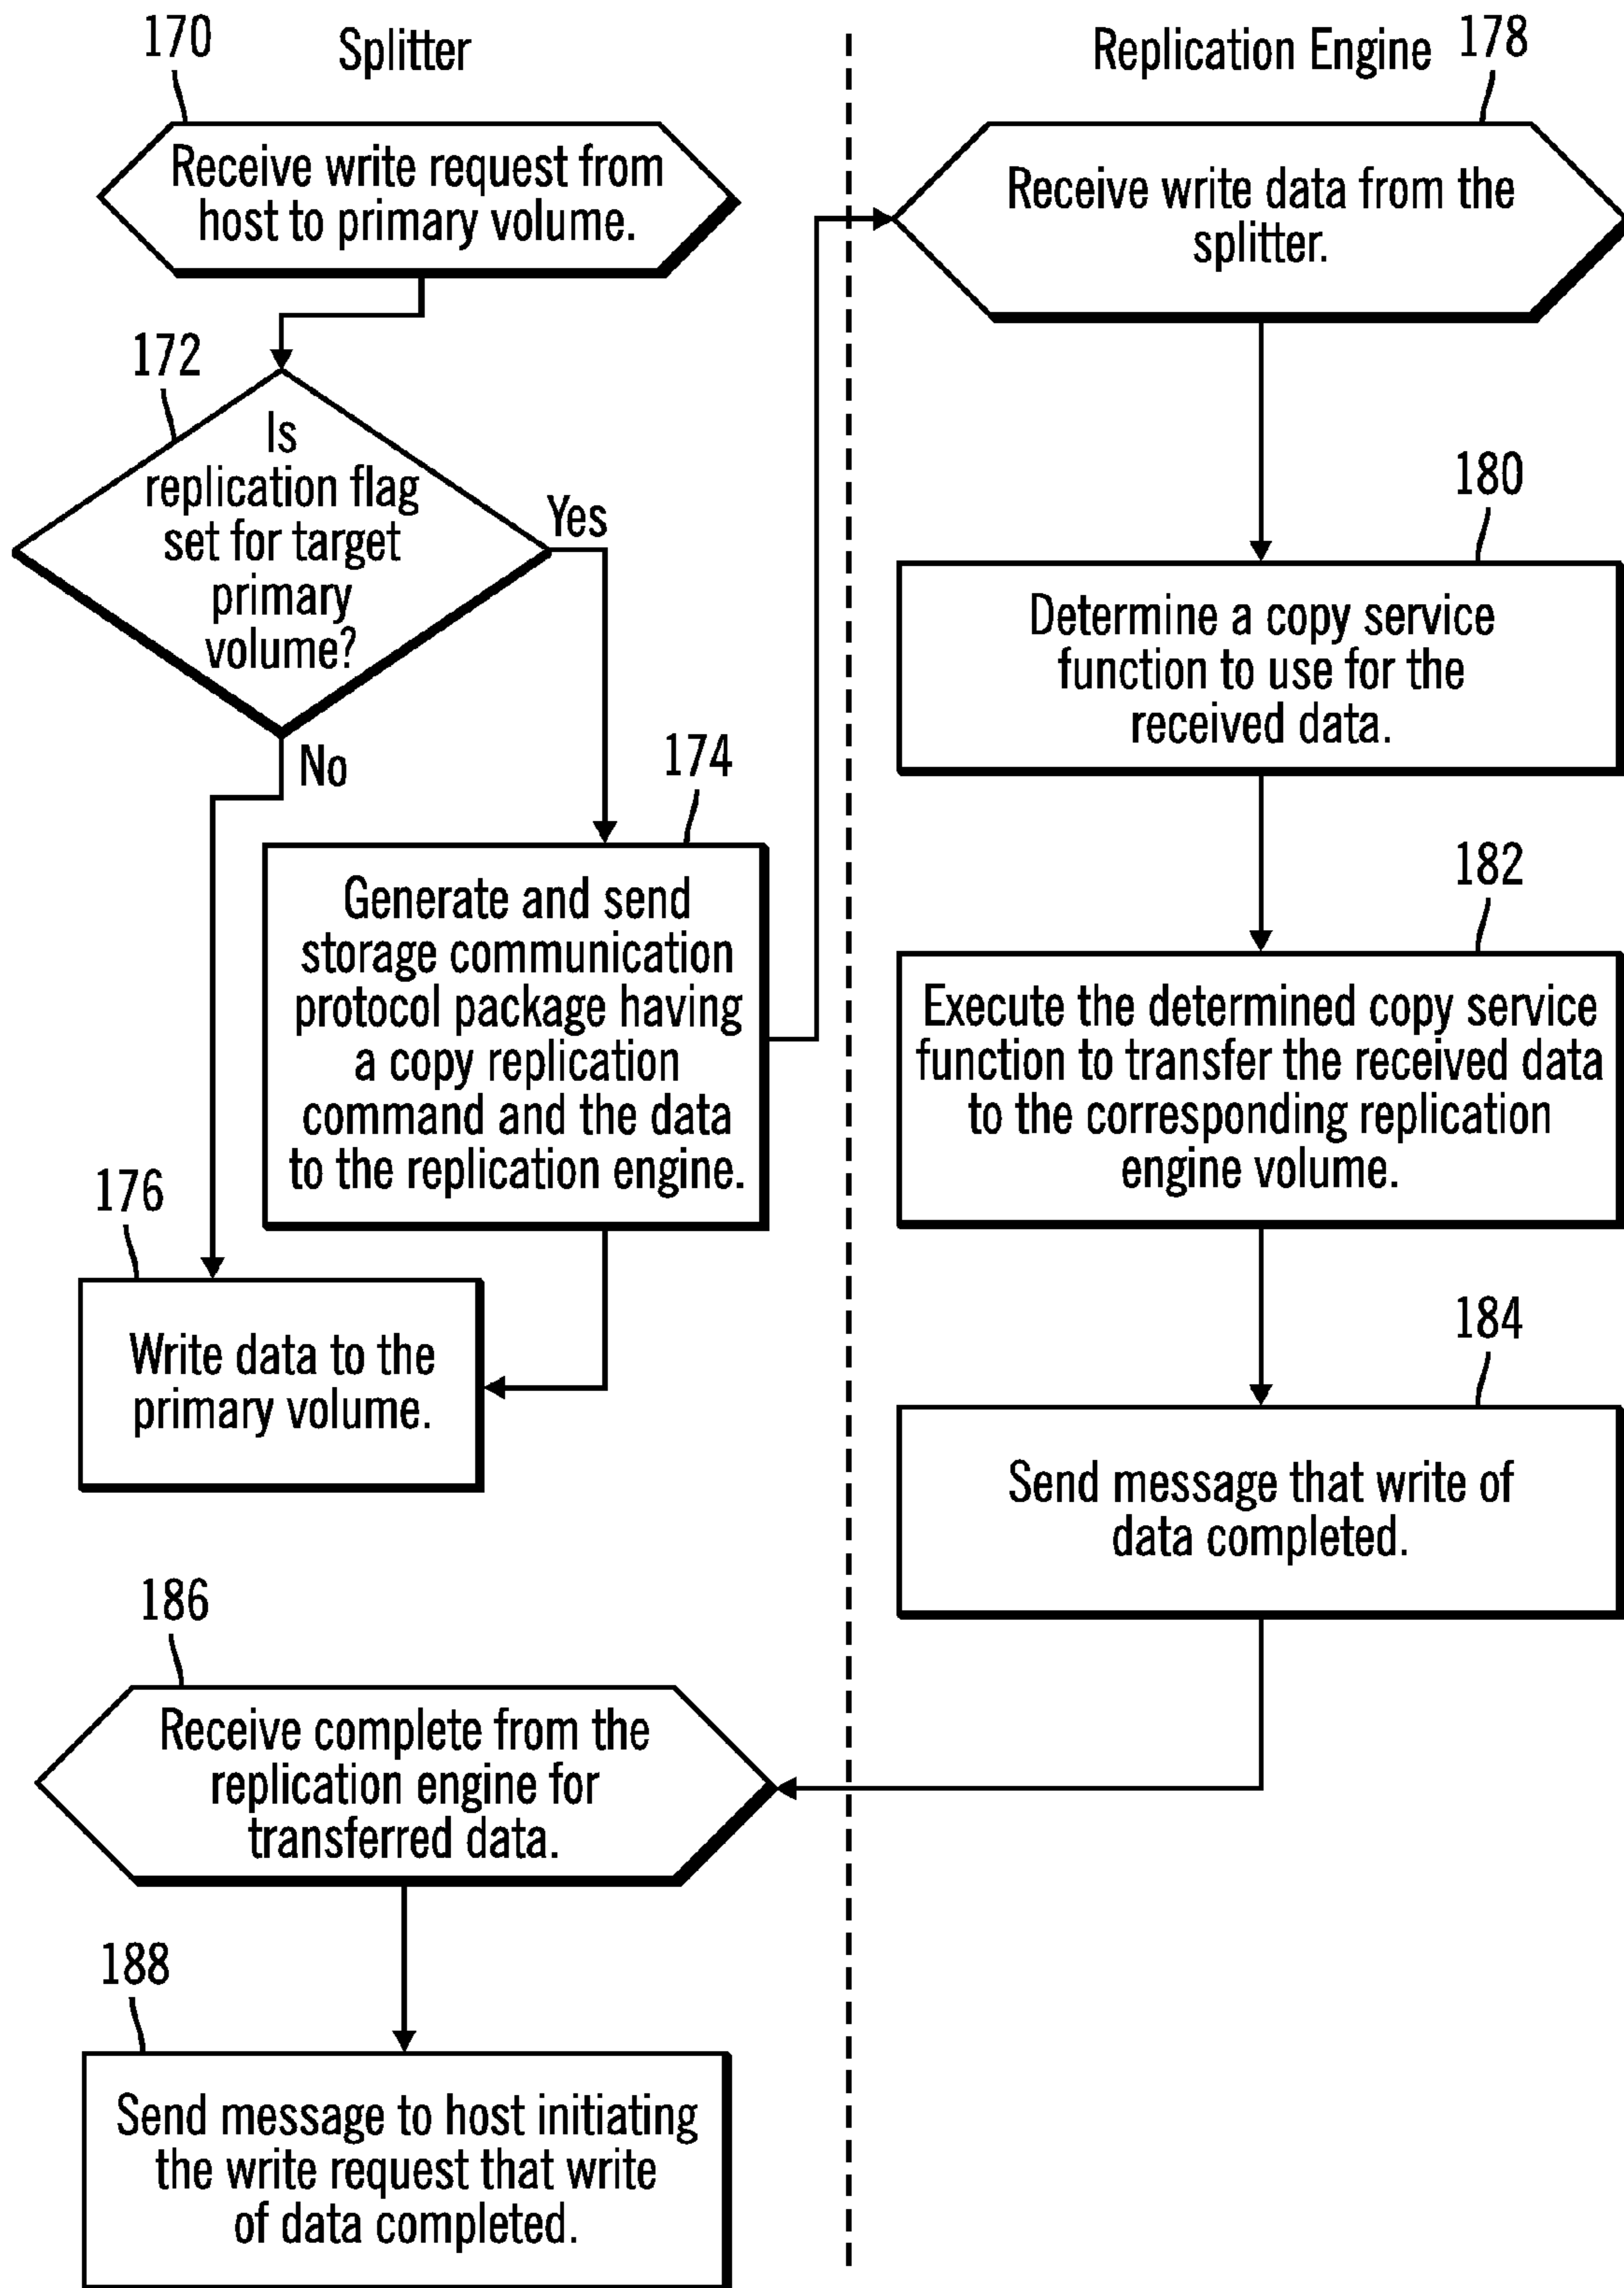 170
Splitter
Receive write request from
host to primary volume.
172
Is
replication flag
set for target
primary
volume?
Yes
No
174
Generate and send
storage communication
protocol package having
a copy replication
command and the data
to the replication engine.
176
Write data to the
primary volume.
Replication Engine
178
Receive write data from the
splitter.
180
Determine a copy service
function to use for the
received data.
182
Execute the determined copy service
function to transfer the received data
to the corresponding replication
engine volume.
184
Send message that write of
data completed.
186
Receive complete from the
replication engine for
transferred data.
188
Send message to host initiating
the write request that write
of data completed.